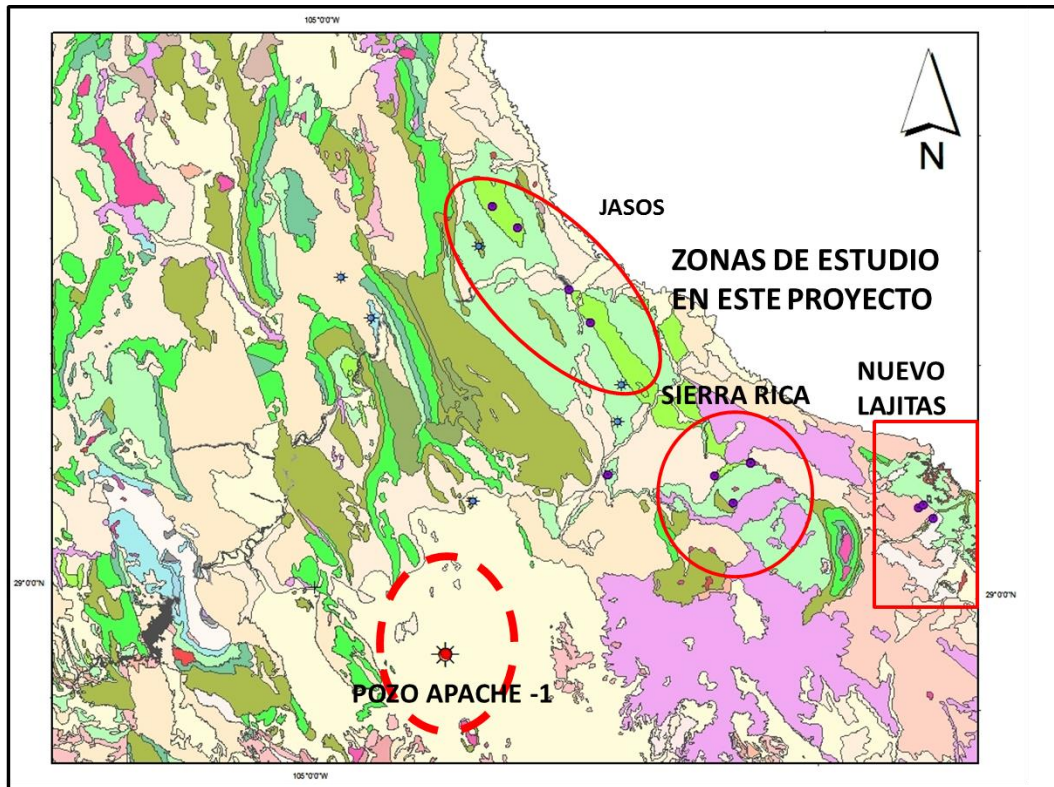 105°0'0"W
N
JASOS
ZONAS DE ESTUDIO
EN ESTE PROYECTO
NUEVO
LAJITAS
SIERRA RICA
29°0'0"N
29°0'0"N
POZO APACHE -1
105°0'0"W